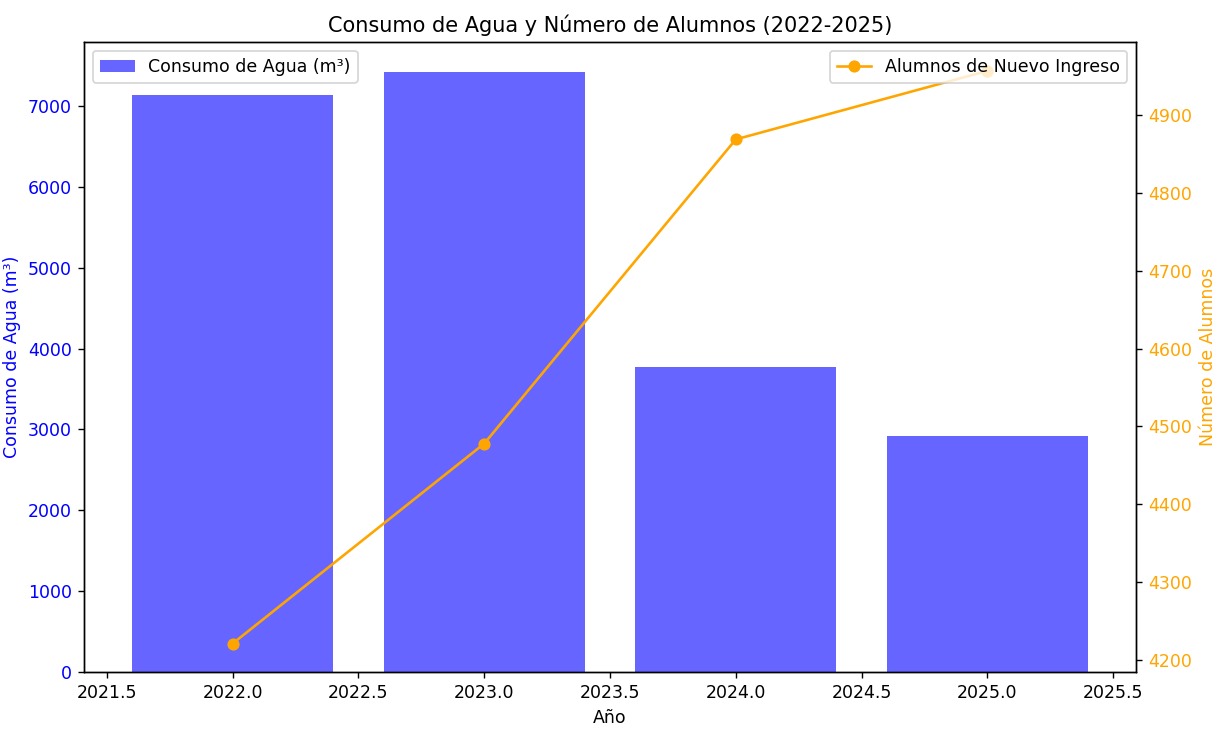 Consumo de Agua y Número de Alumnos (2022-2025)
Consumo de Agua (m³)
Alumnos de Nuevo Ingreso
7000
6000
5000
4000
3000
2000
1000
0
Consumo de Agua (m³)
4900
4800
4700
4600
4500
4400
4300
4200
Número de Alumnos
2021.5 2022.0 2022.5 2023.0 2023.5 2024.0 2024.5 2025.0 2025.5
Año